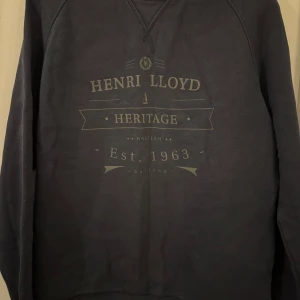 HENRI LLOYD
HERITAGE
Est. 1963